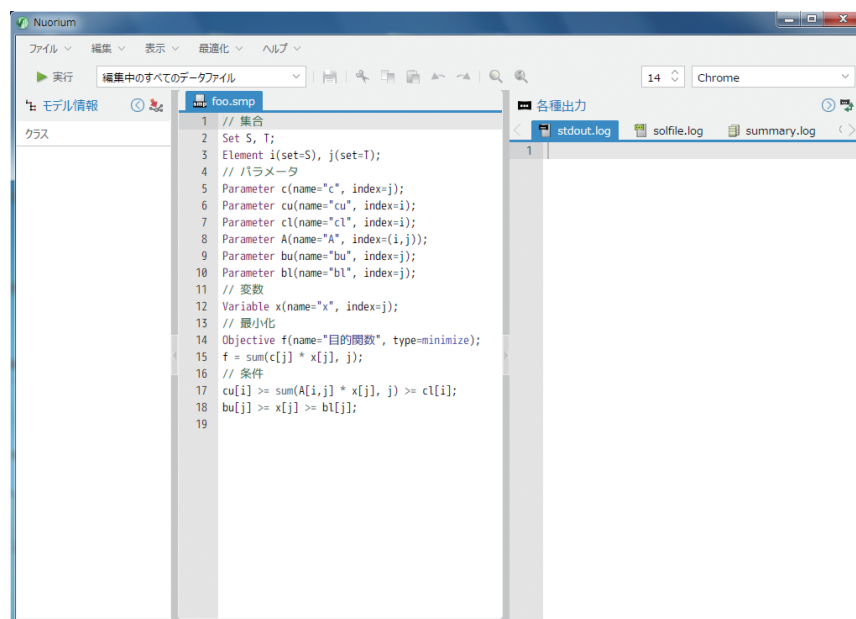 Nuorium
ファイル 編集 表示 最適化 ヘルプ
実行 編集中のすべてのデータファイル 14 Chrome
モデル情報
クラス
foo.smp
1 // 集合
2 Set S, T;
3 Element i(set=S), j(set=T);
4 // パラメータ
5 Parameter c(name="c", index=j);
6 Parameter cu(name="cu", index=i);
7 Parameter cl(name="cl", index=i);
8 Parameter A(name="A", index=(i,j));
9 Parameter bu(name="bu", index=j);
10 Parameter bl(name="bl", index=j);
11 // 変数
12 Variable x(name="x", index=j);
13 // 最小化
14 Objective f(name="目的関数", type=minimize);
15 f = sum(c[j] * x[j], j);
16 // 条件
17 cu[i] >= sum(A[i,j] * x[j], j) >= cl[i];
18 bu[j] >= x[j] >= bl[j];
19
各種出力
stdout.log solfile.log summary.log
1